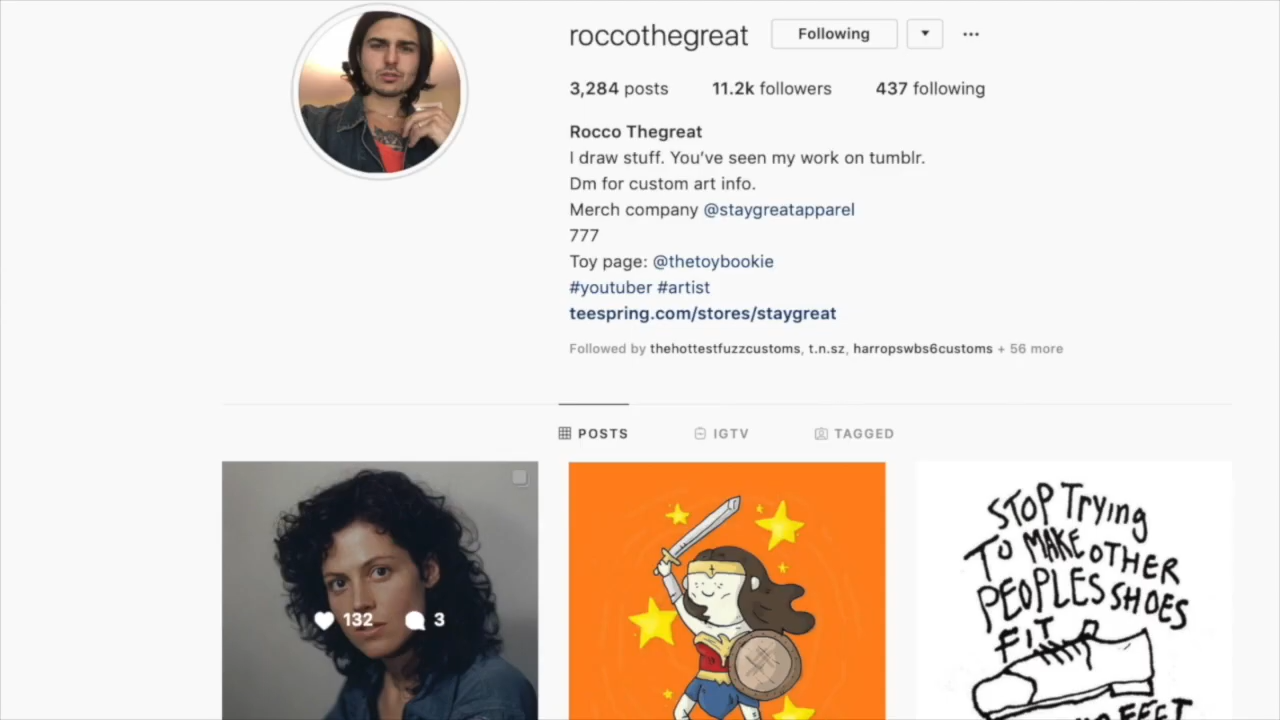 roccothegreat Following
3,284 posts 11.2k followers 437 following
Rocco Thegreat
I draw stuff. You've seen my work on tumblr.
Dm for custom art info.
Merch company @staygreatapparel
777
Toy page: @thetoybookie
#youtuber #artist
teespring.com/stores/staygreat
Followed by thehottestfuzzcustoms, t.n.sz, harropswbs6customs + 56 more
POSTS IGTV TAGGED
132 3
STOP Trying
TO MAKE OTHER
PEOPLES SHOES
FIT
FEET